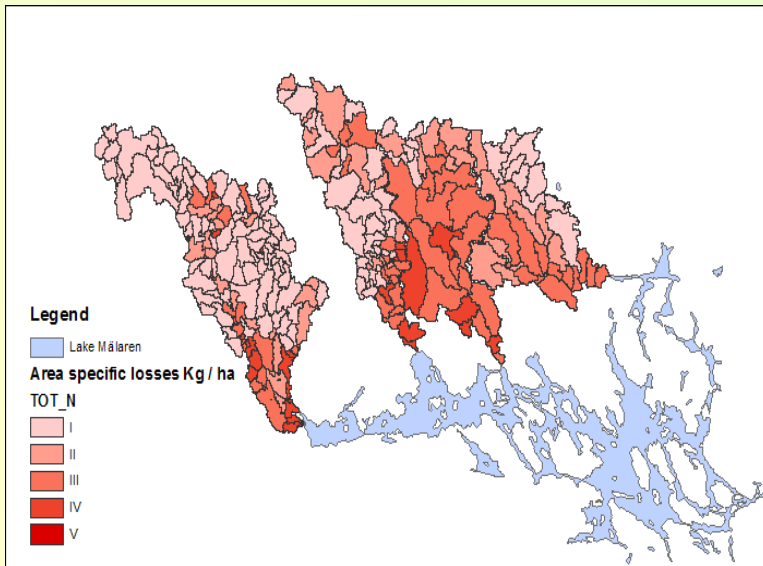 Legend
Lake Mälaren
Area specific losses Kg / ha
TOT_N
I
II
III
IV
V